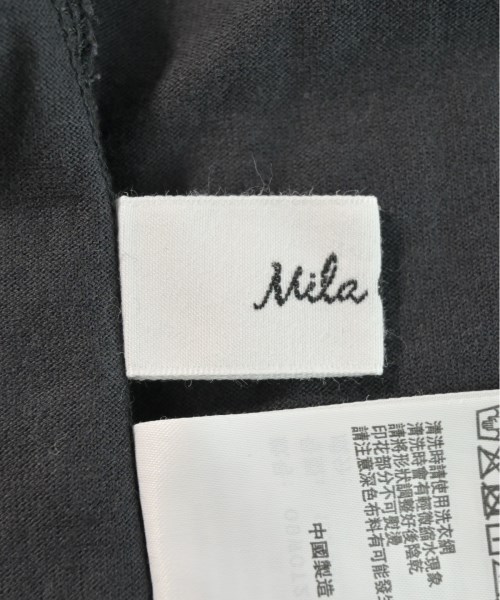 Mila
清洗時請使用洗衣網
清洗時會有輕微縮水現象
請將形狀調整好後陰乾
印花部分不可熨燙
請注意深色布料有可能發生
中國製造